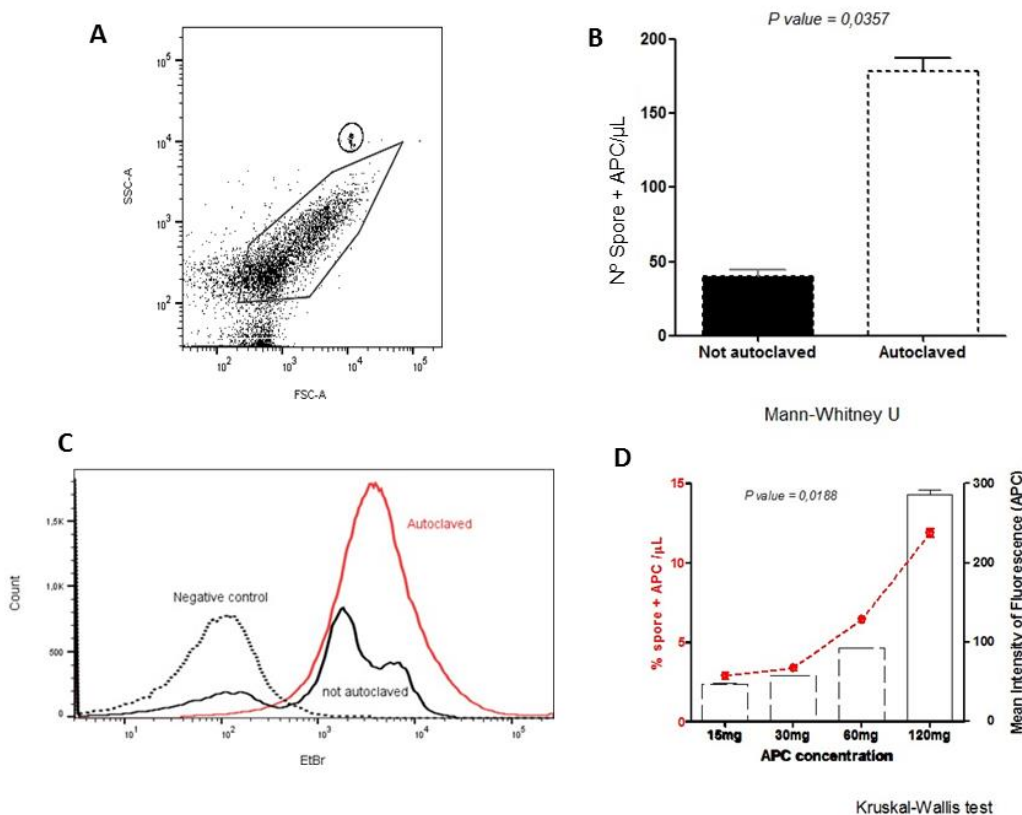 A
SSC-A
10^5
10^4
10^3
10^2
10^2
10^3
10^4
10^5
FSC-A
B
P value = 0,0357
Nº Spore + APC/µL
200
150
100
50
0
Not autoclaved
Autoclaved
Mann-Whitney U
C
Count
1,5K
1,0K
500
0
Negative control
Autoclaved
not autoclaved
10^1
10^2
10^3
10^4
10^5
EtBr
D
P value = 0,0188
% spore + APC /µL
15
10
5
0
300
200
100
0
Mean Intensity of Fluorescence (APC)
15mg
30mg
60mg
120mg
APC concentration
Kruskal-Wallis test